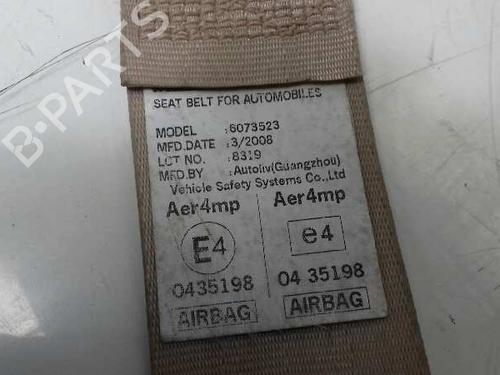 B-PARTS
SEAT BELT FOR AUTOMOBILES
MODEL :6073523
MFD.DATE :3/2008
LOT NO. :8319
MFD.BY :Autoliv(Guangzhou)
Vehicle Safety Systems Co.,Ltd
Aer4mp Aer4mp
E4 e4
0435198 04 35198
AIRBAG AIRBAG